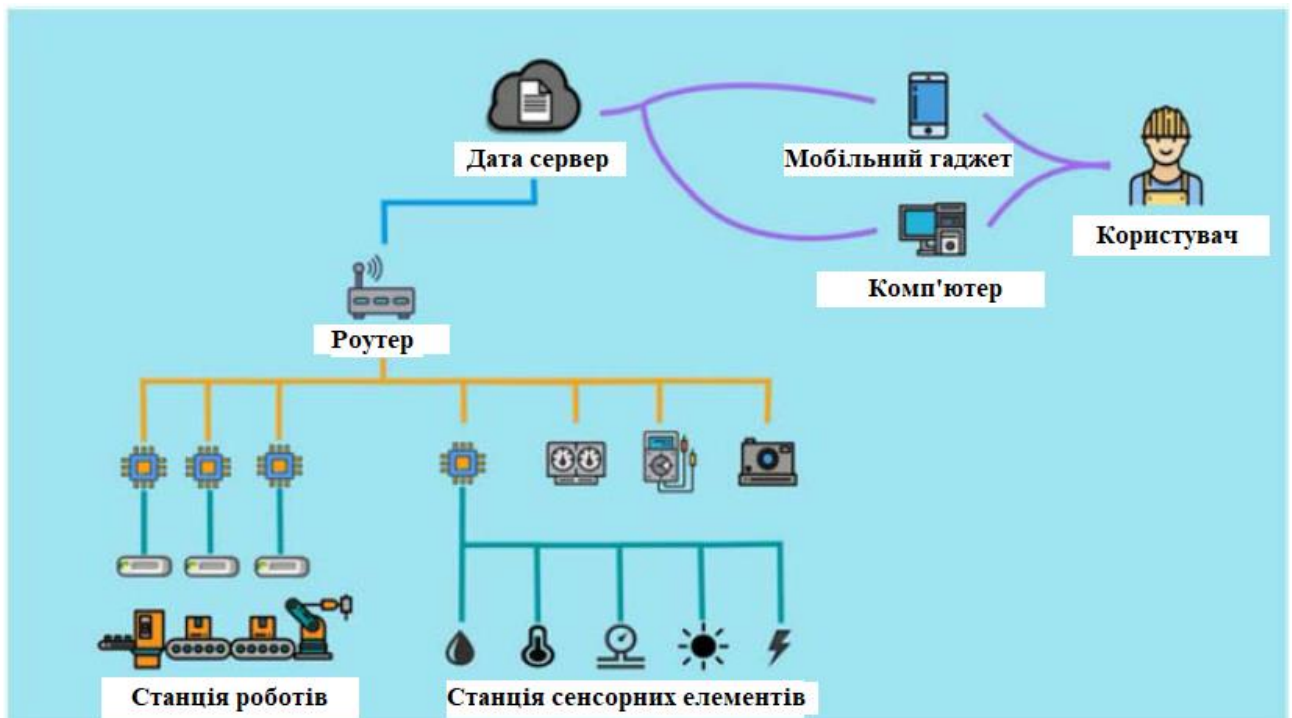 Дата сервер
Мобільний гаджет
Користувач
Комп'ютер
Роутер
Станція роботів
Станція сенсорних елементів